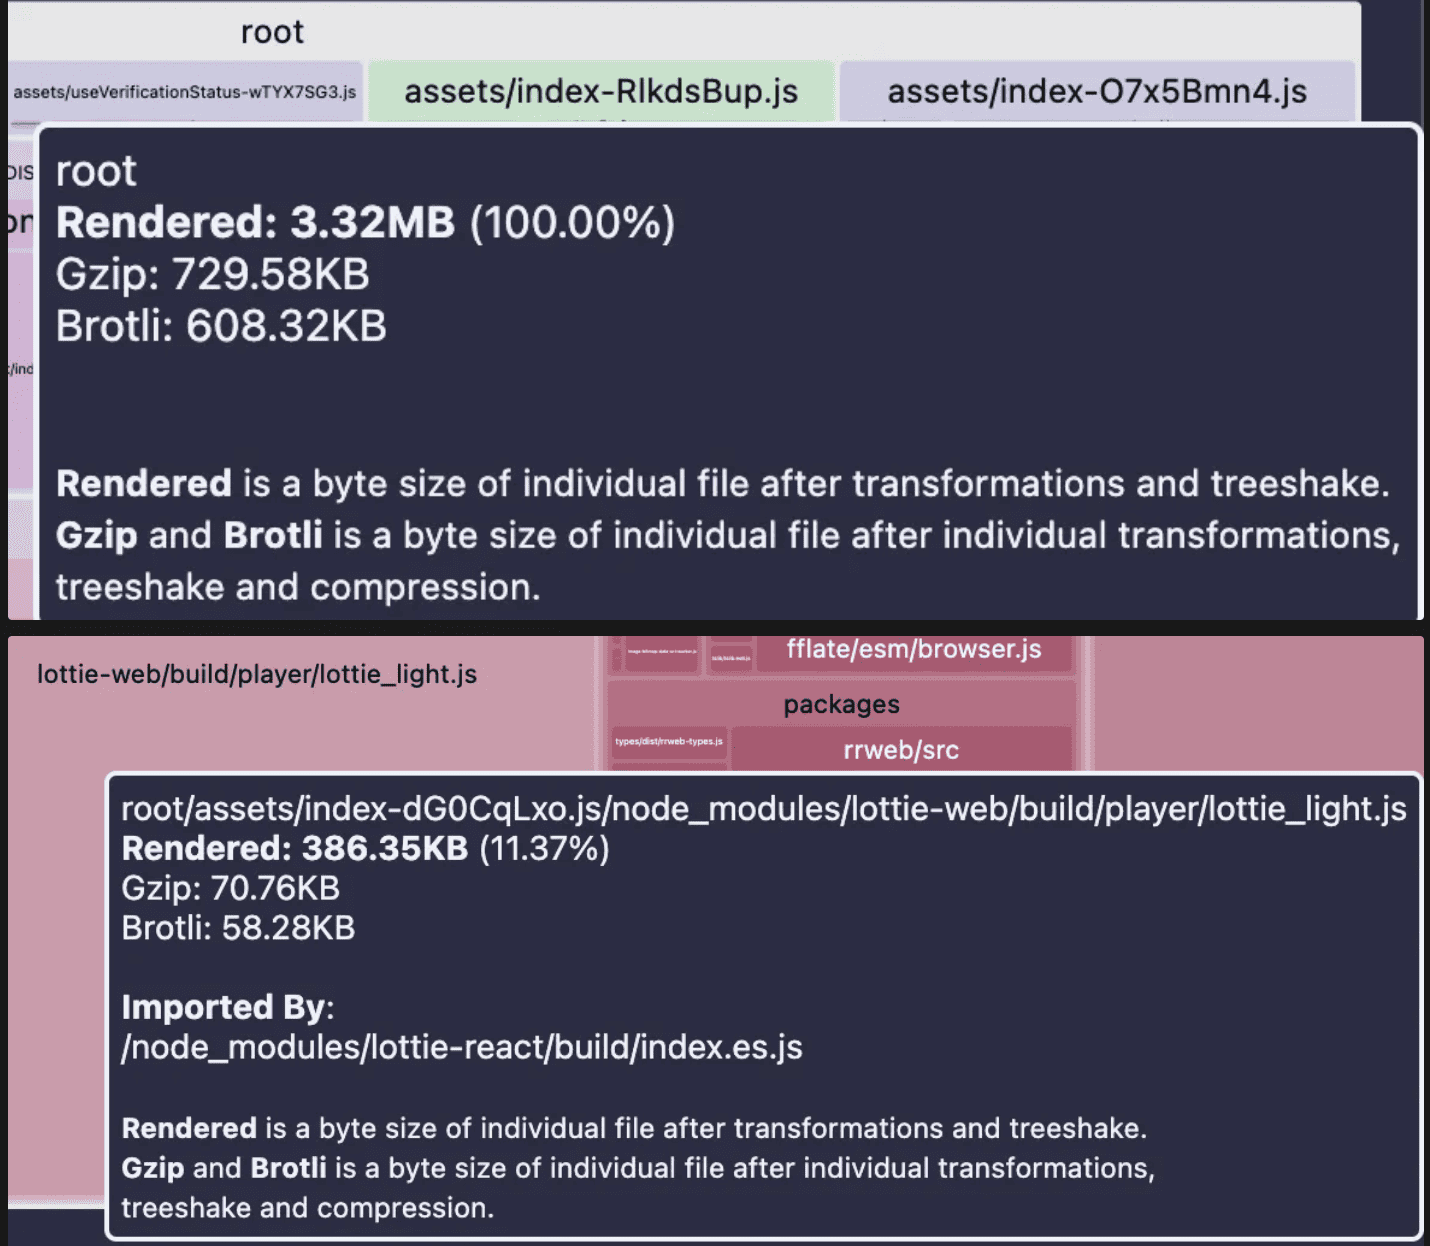 root
assets/useVerificationStatus-wTYX7SG3.js
assets/index-RlkdsBup.js
assets/index-O7x5Bmn4.js
root
Rendered: 3.32MB (100.00%)
Gzip: 729.58KB
Brotli: 608.32KB
Rendered is a byte size of individual file after transformations and treeshake.
Gzip and Brotli is a byte size of individual file after individual transformations,
treeshake and compression.
lottie-web/build/player/lottie_light.js
fflate/esm/browser.js
packages
types/dist/rrweb-types.js
rrweb/src
root/assets/index-dG0CqLxo.js/node_modules/lottie-web/build/player/lottie_light.js
Rendered: 386.35KB (11.37%)
Gzip: 70.76KB
Brotli: 58.28KB
Imported By:
/node_modules/lottie-react/build/index.es.js
Rendered is a byte size of individual file after transformations and treeshake.
Gzip and Brotli is a byte size of individual file after individual transformations,
treeshake and compression.